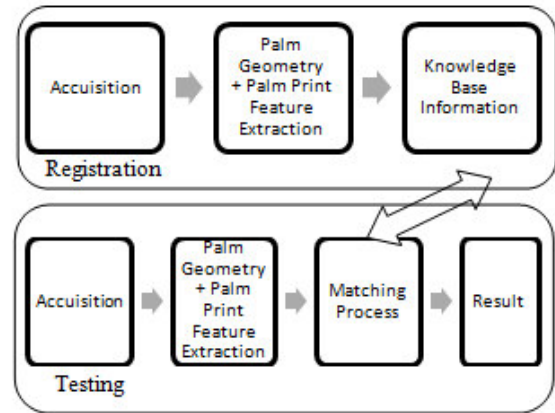 Accuisition
Palm
Geometry
+ Palm Print
Feature
Extraction
Knowledge
Base
Information
Registration
Accuisition
Palm
Geometry
+ Palm
Print
Feature
Extraction
Matching
Process
Result
Testing